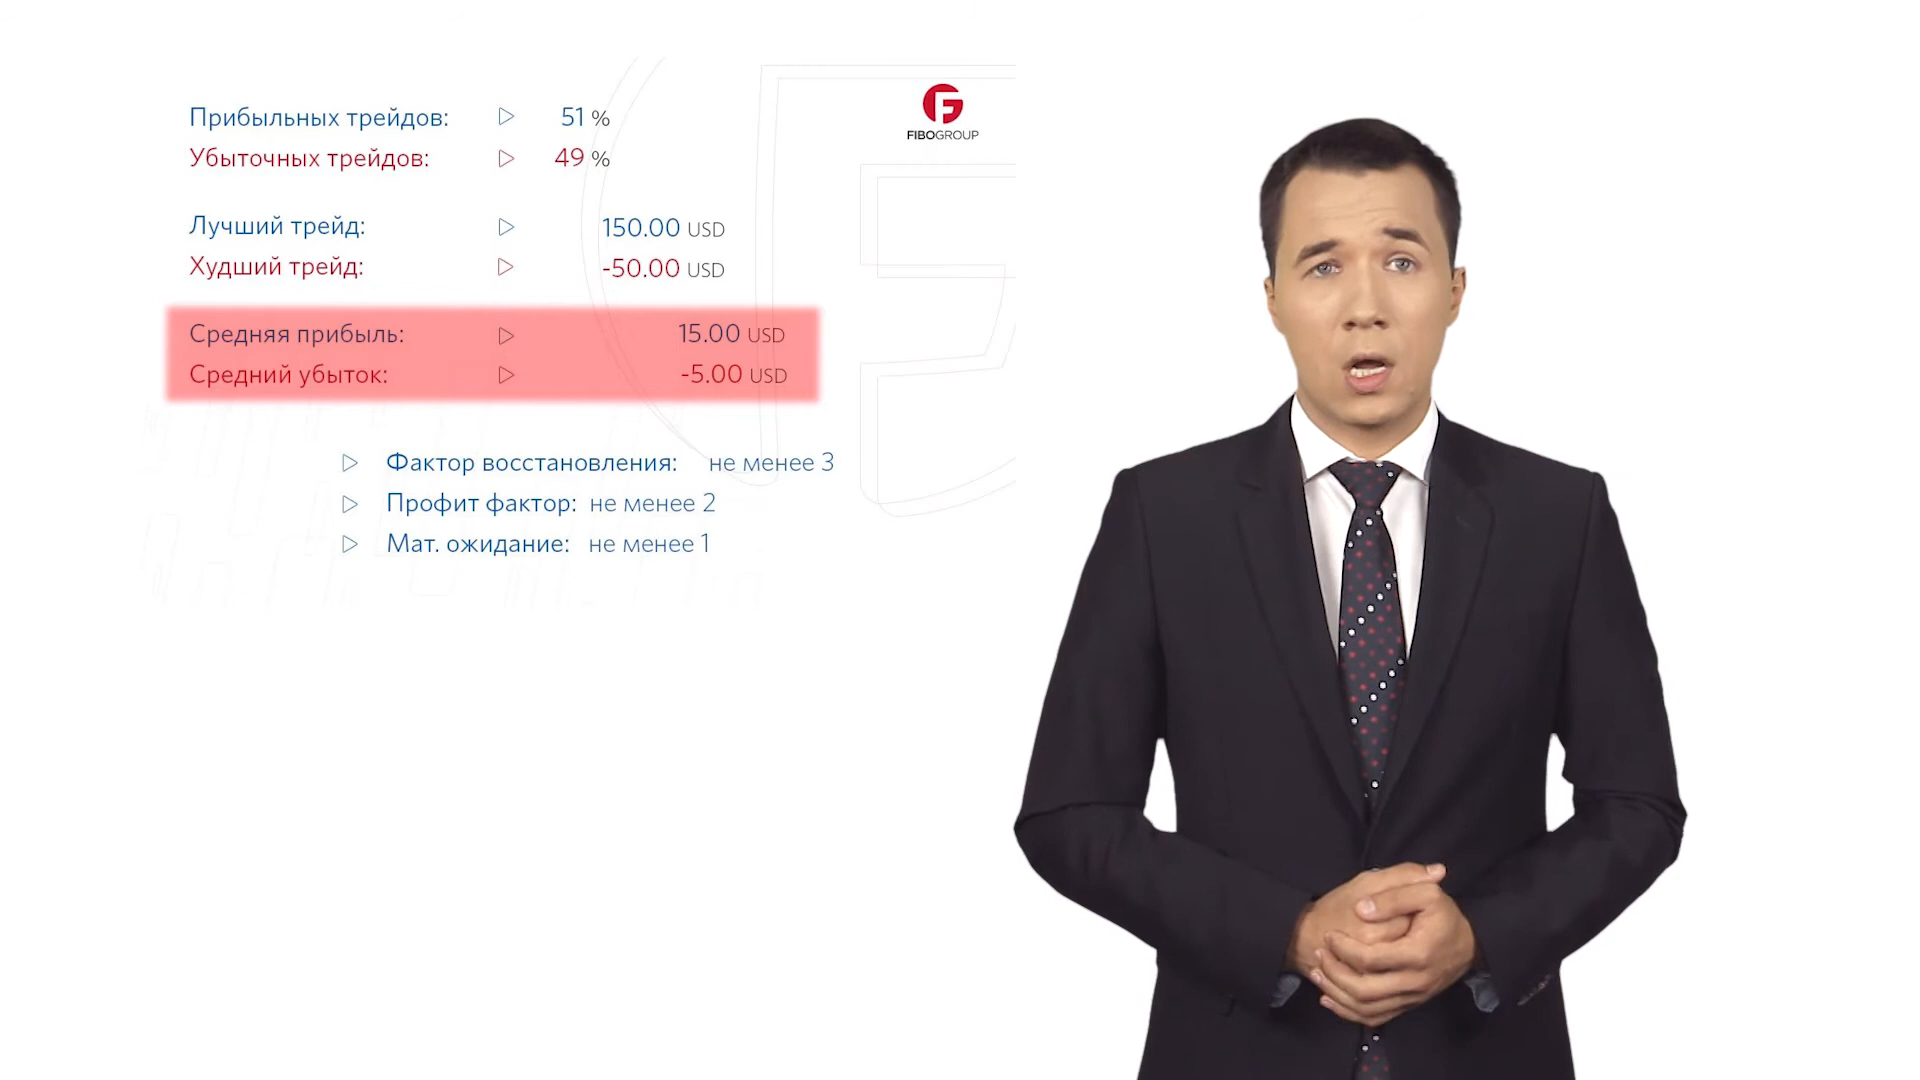 Прибыльных трейдов: 51 %
Убыточных трейдов: 49 %
FIBOGROUP
Лучший трейд: 150.00 USD
Худший трейд: -50.00 USD
Средняя прибыль: 15.00 USD
Средний убыток: -5.00 USD
Фактор восстановления: не менее 3
Профит фактор: не менее 2
Мат. ожидание: не менее 1